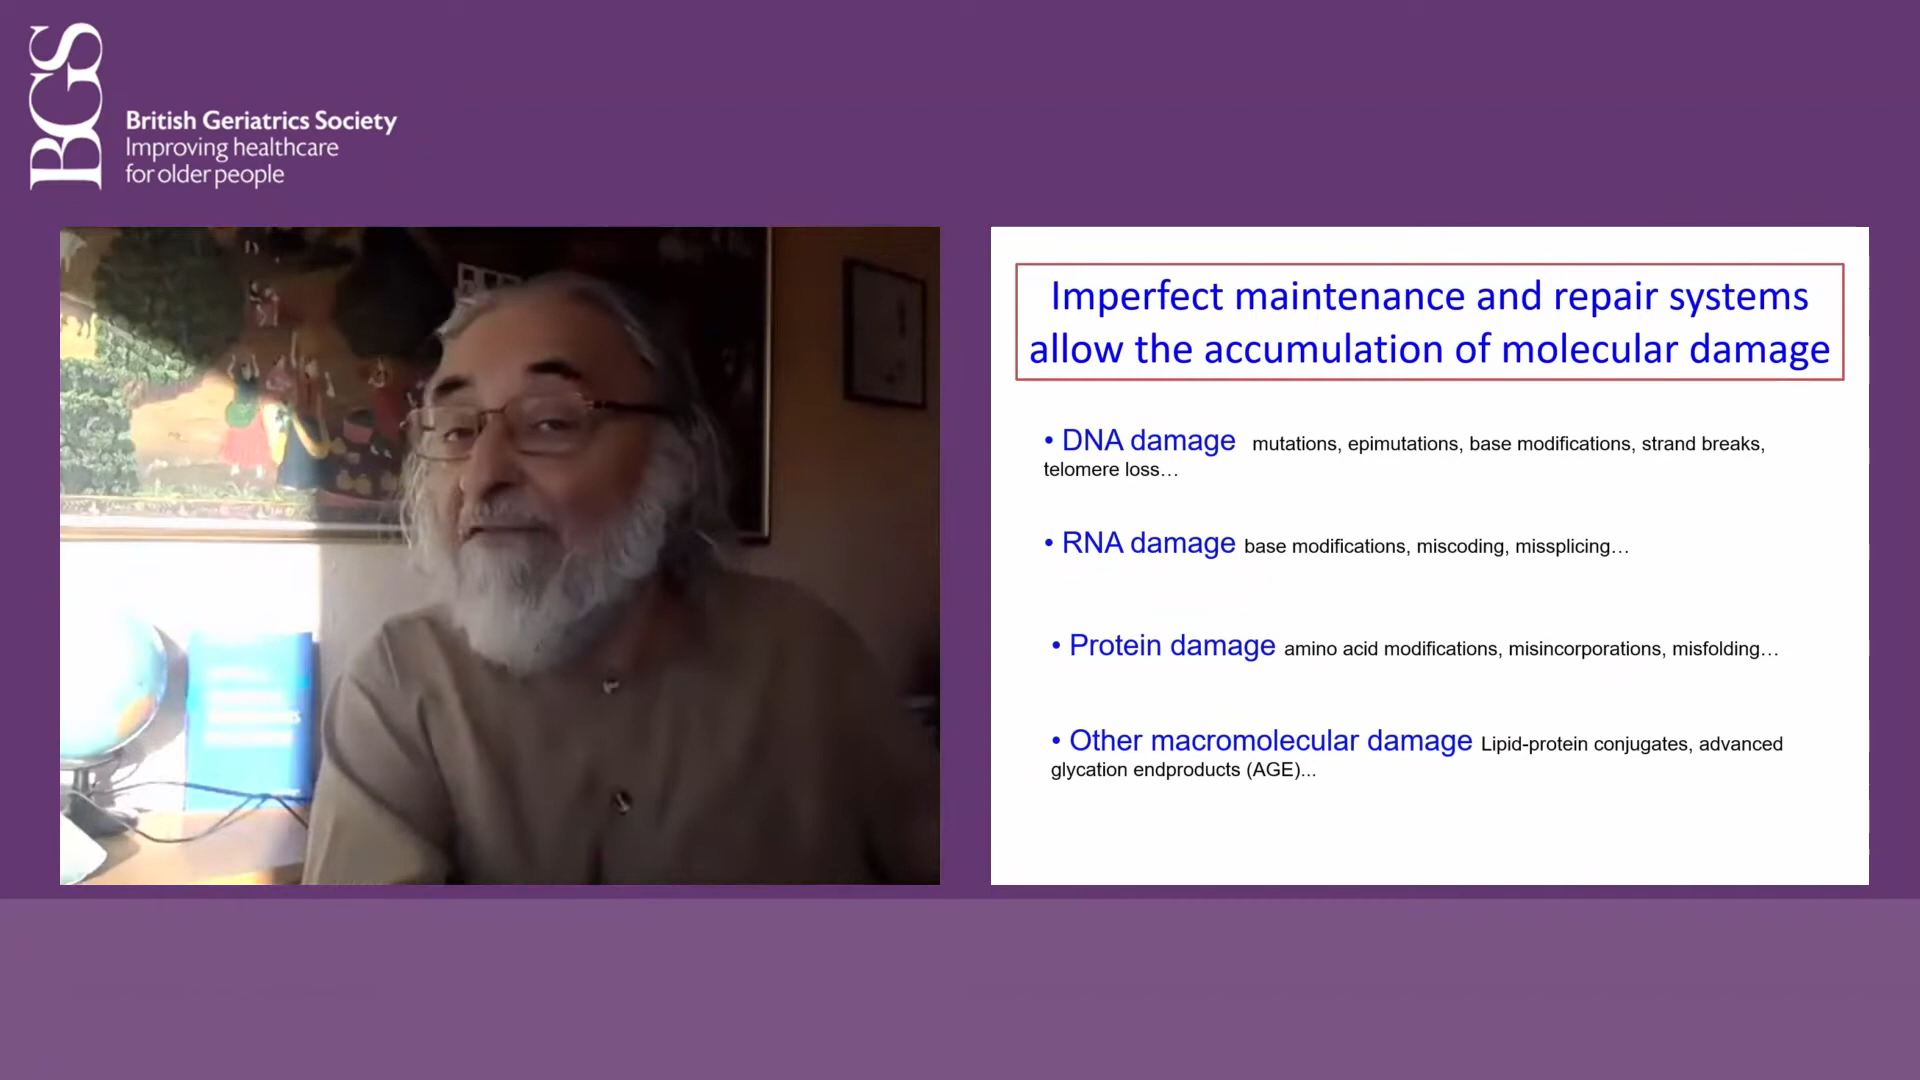 BGS
British Geriatrics Society
Improving healthcare
for older people
Imperfect maintenance and repair systems
allow the accumulation of molecular damage
• DNA damage mutations, epimutations, base modifications, strand breaks,
telomere loss…
• RNA damage base modifications, miscoding, missplicing…
• Protein damage amino acid modifications, misincorporations, misfolding…
• Other macromolecular damage Lipid-protein conjugates, advanced
glycation endproducts (AGE)...